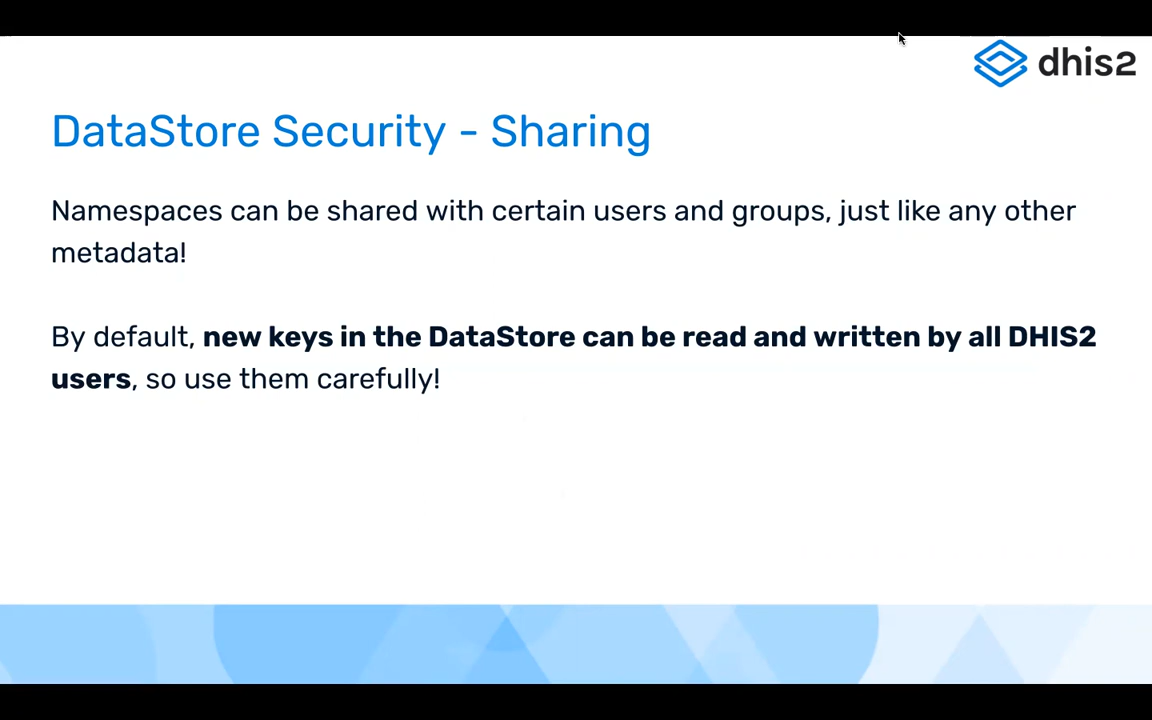 dhis2
DataStore Security - Sharing
Namespaces can be shared with certain users and groups, just like any other
metadata!
By default, new keys in the DataStore can be read and written by all DHIS2
users, so use them carefully!